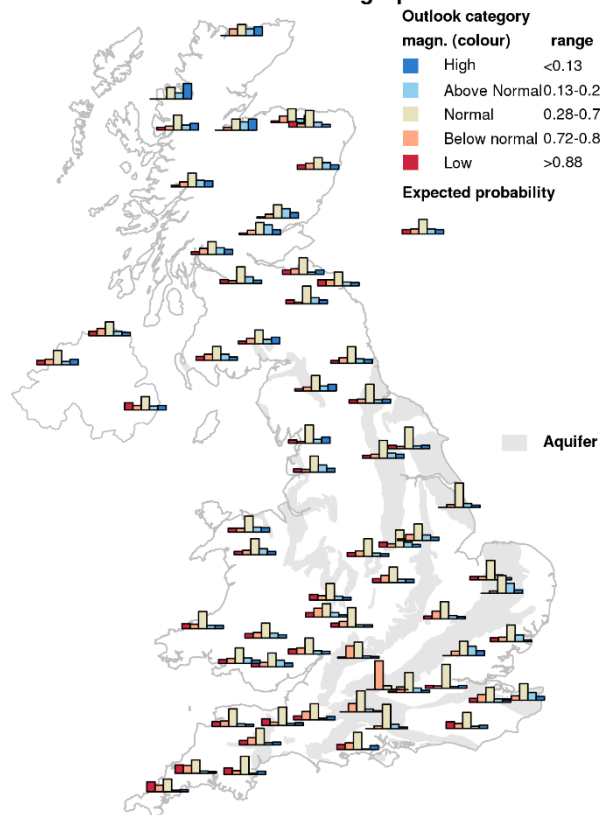 Outlook category
magn. (colour) range
High <0.13
Above Normal 0.13-0.2
Normal 0.28-0.7
Below normal 0.72-0.8
Low >0.88
Expected probability
Aquifer